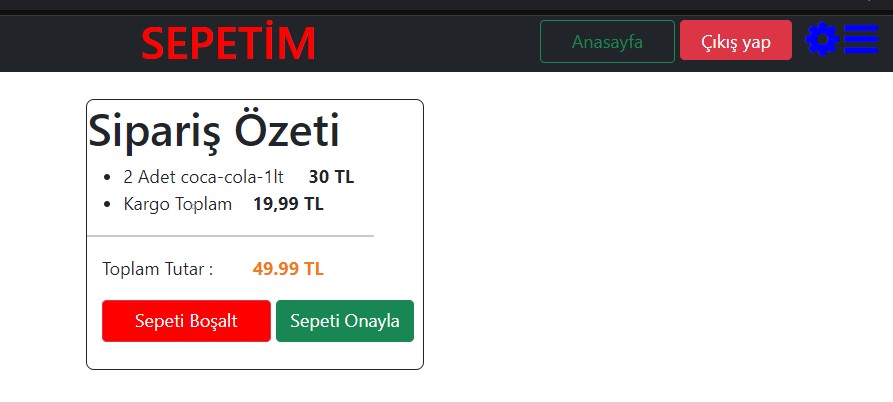 SEPETİM
Anasayfa
Çıkış yap
Sipariş Özeti
2 Adet coca-cola-1lt 30 TL
Kargo Toplam 19,99 TL
Toplam Tutar : 49.99 TL
Sepeti Boşalt
Sepeti Onayla